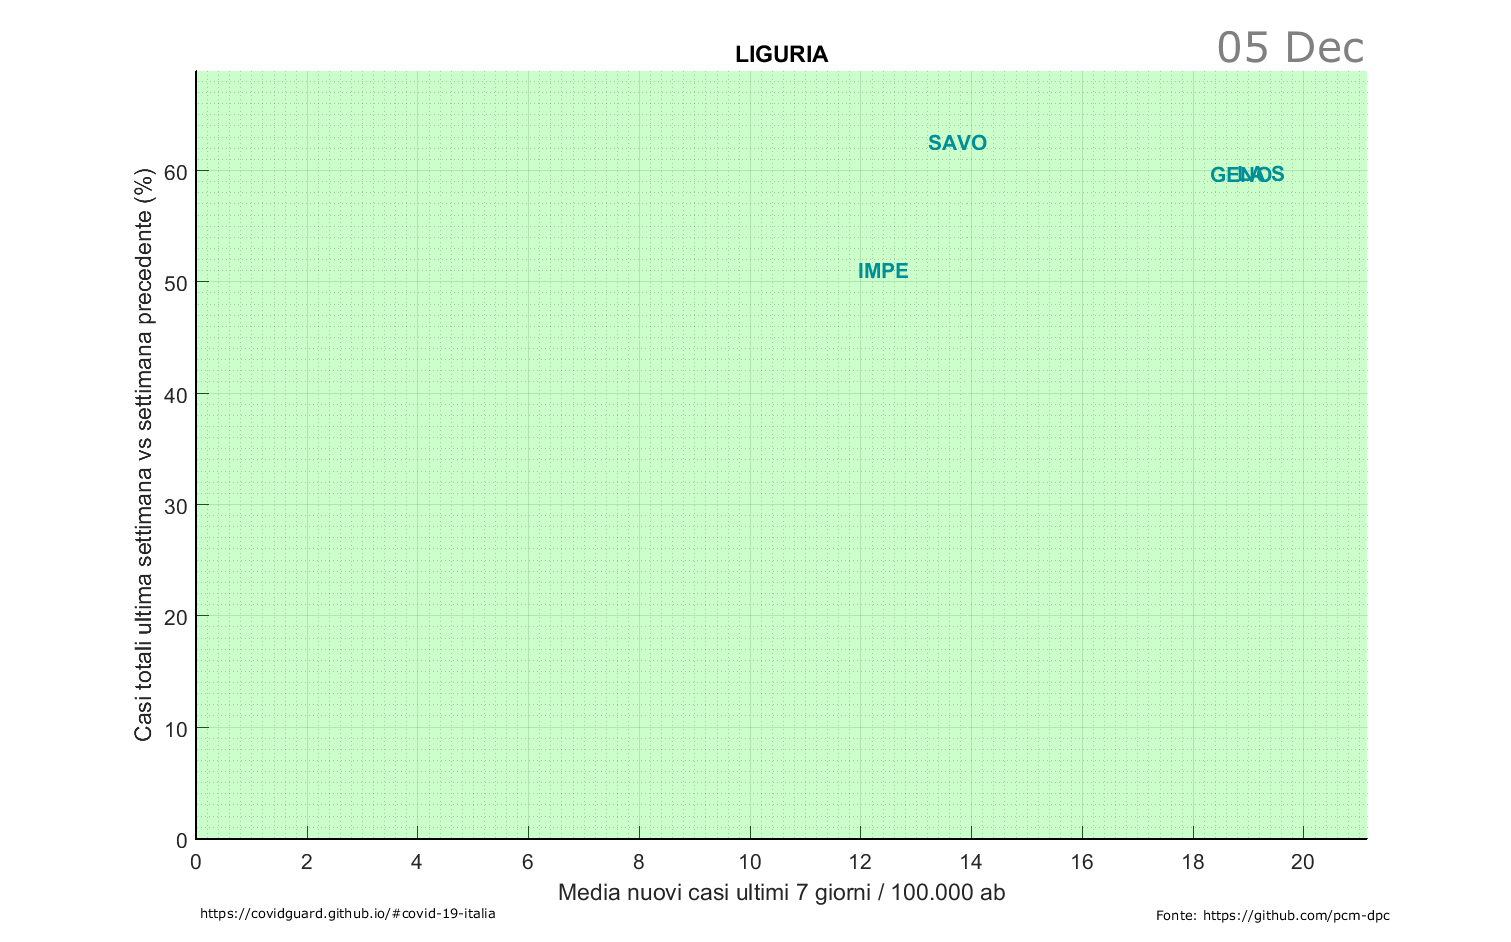 05 Dec
LIGURIA
SAVO
GENO
LA S
IMPE
Casi totali ultima settimana vs settimana precedente (%)
60
50
40
30
20
10
0
0 2 4 6 8 10 12 14 16 18 20
Media nuovi casi ultimi 7 giorni / 100.000 ab
https://covidguard.github.io/#covid-19-italia
Fonte: https://github.com/pcm-dpc